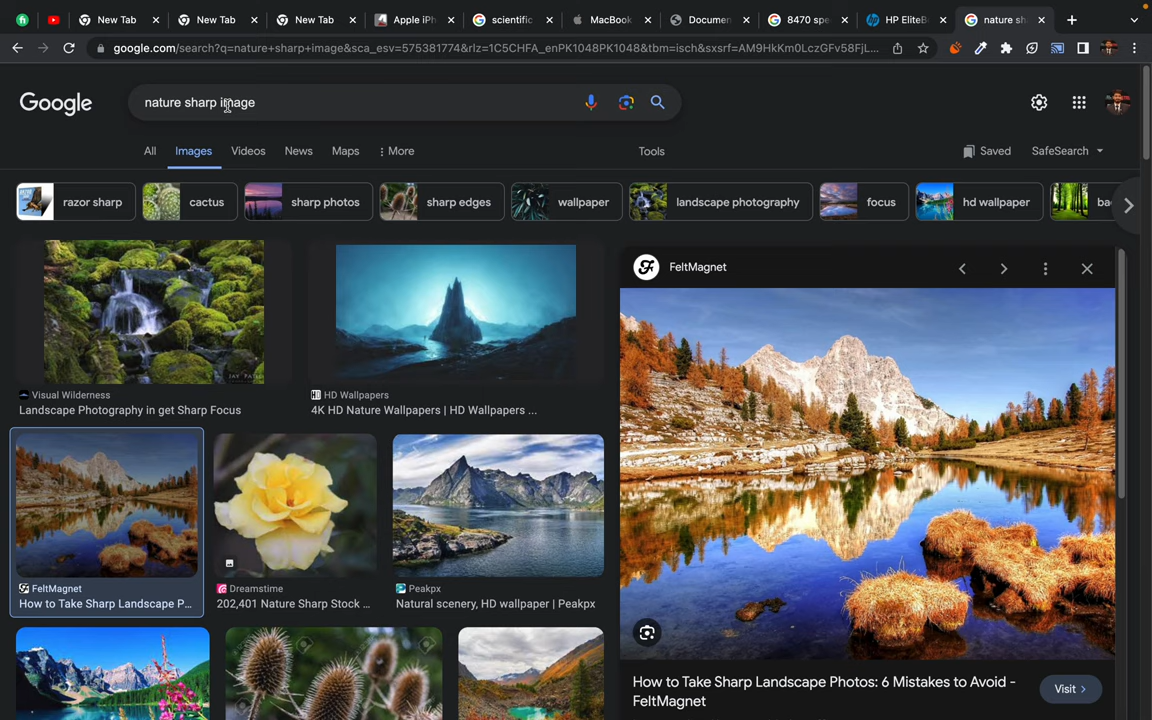 New Tab
New Tab
New Tab
Apple iPh
scientific
MacBook
Documen
8470 spe
HP EliteB
nature sh
google.com/search?q=nature+sharp+image&sca_esv=575381774&rlz=1C5CHFA_enPK1048PK1048&tbm=isch&sxsrf=AM9HkKm0LczGFv58FjL...
Google
nature sharp image
All
Images
Videos
News
Maps
More
Tools
Saved
SafeSearch
razor sharp
cactus
sharp photos
sharp edges
wallpaper
landscape photography
focus
hd wallpaper
ba
FeltMagnet
JAY PATEL
Visual Wilderness
Landscape Photography in get Sharp Focus
HD Wallpapers
4K HD Nature Wallpapers | HD Wallpapers ...
FeltMagnet
How to Take Sharp Landscape P...
Dreamstime
202,401 Nature Sharp Stock ...
Peakpx
Natural scenery, HD wallpaper | Peakpx
How to Take Sharp Landscape Photos: 6 Mistakes to Avoid -
FeltMagnet
Visit